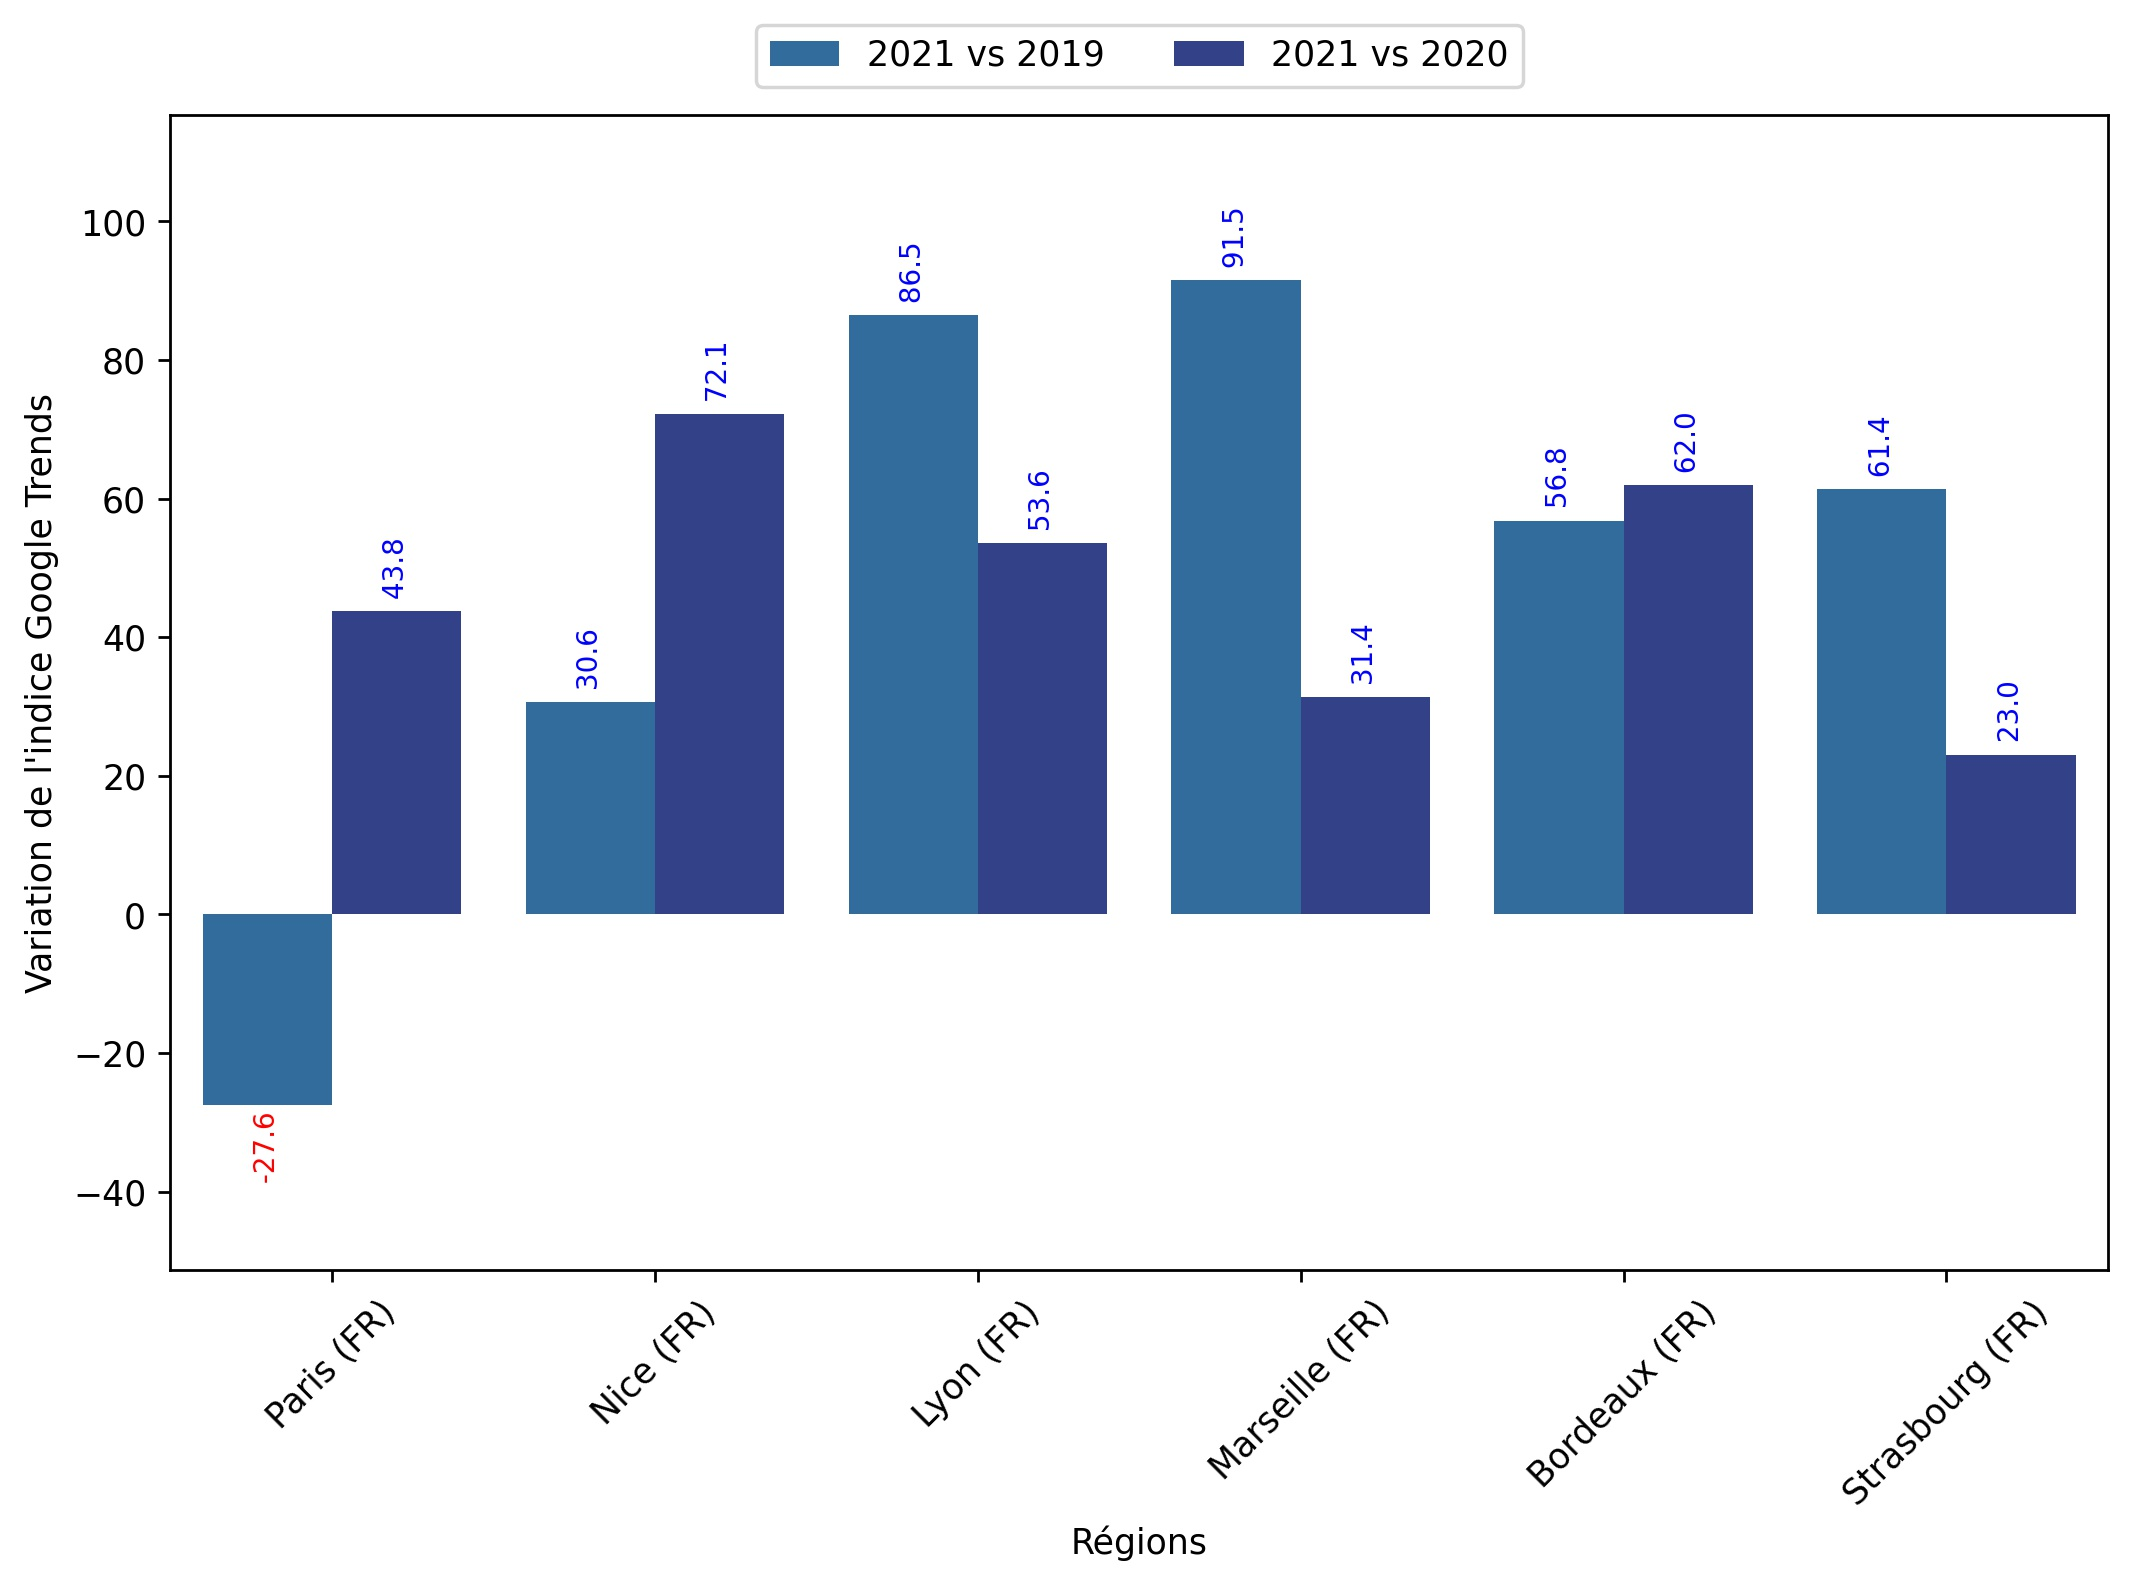 2021 vs 2019
2021 vs 2020
Variation de l'indice Google Trends
100
80
60
40
20
0
−20
−40
-27.6
43.8
30.6
72.1
86.5
53.6
91.5
31.4
56.8
62.0
61.4
23.0
Paris (FR)
Nice (FR)
Lyon (FR)
Marseille (FR)
Bordeaux (FR)
Strasbourg (FR)
Régions